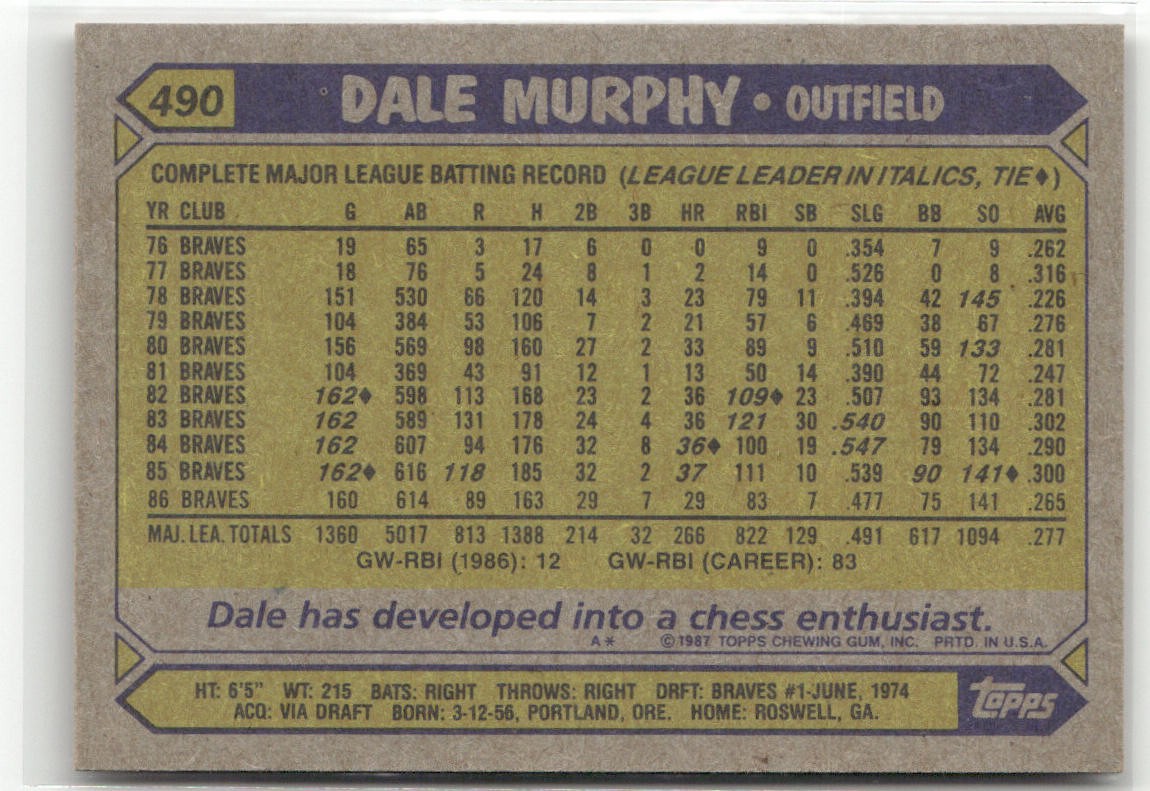 490 DALE MURPHY • OUTFIELD
COMPLETE MAJOR LEAGUE BATTING RECORD (LEAGUE LEADER IN ITALICS, TIE♦)
YR CLUB G AB R H 2B 3B HR RBI SB SLG BB SO AVG
76 BRAVES 19 65 3 17 6 0 0 9 0 .354 7 9 .262
77 BRAVES 18 76 5 24 8 1 2 14 0 .526 0 8 .316
78 BRAVES 151 530 66 120 14 3 23 79 11 .394 42 145 .226
79 BRAVES 104 384 53 106 7 2 21 57 6 .469 38 67 .276
80 BRAVES 156 569 98 160 27 2 33 89 9 .510 59 133 .281
81 BRAVES 104 369 43 91 12 1 13 50 14 .390 44 72 .247
82 BRAVES 162♦ 598 113 168 23 2 36 109♦ 23 .507 93 134 .281
83 BRAVES 162 589 131 178 24 4 36 121 30 .540 90 110 .302
84 BRAVES 162 607 94 176 32 8 36♦ 100 19 .547 79 134 .290
85 BRAVES 162♦ 616 118 185 32 2 37 111 10 .539 90 141♦ .300
86 BRAVES 160 614 89 163 29 7 29 83 7 .477 75 141 .265
MAJ. LEA. TOTALS 1360 5017 813 1388 214 32 266 822 129 .491 617 1094 .277
GW-RBI (1986): 12 GW-RBI (CAREER): 83
Dale has developed into a chess enthusiast.
A* ©1987 TOPPS CHEWING GUM, INC. PRTD. IN U.S.A.
HT: 6'5" WT: 215 BATS: RIGHT THROWS: RIGHT DRFT: BRAVES #1-JUNE, 1974
ACQ: VIA DRAFT BORN: 3-12-56, PORTLAND, ORE. HOME: ROSWELL, GA.
topps